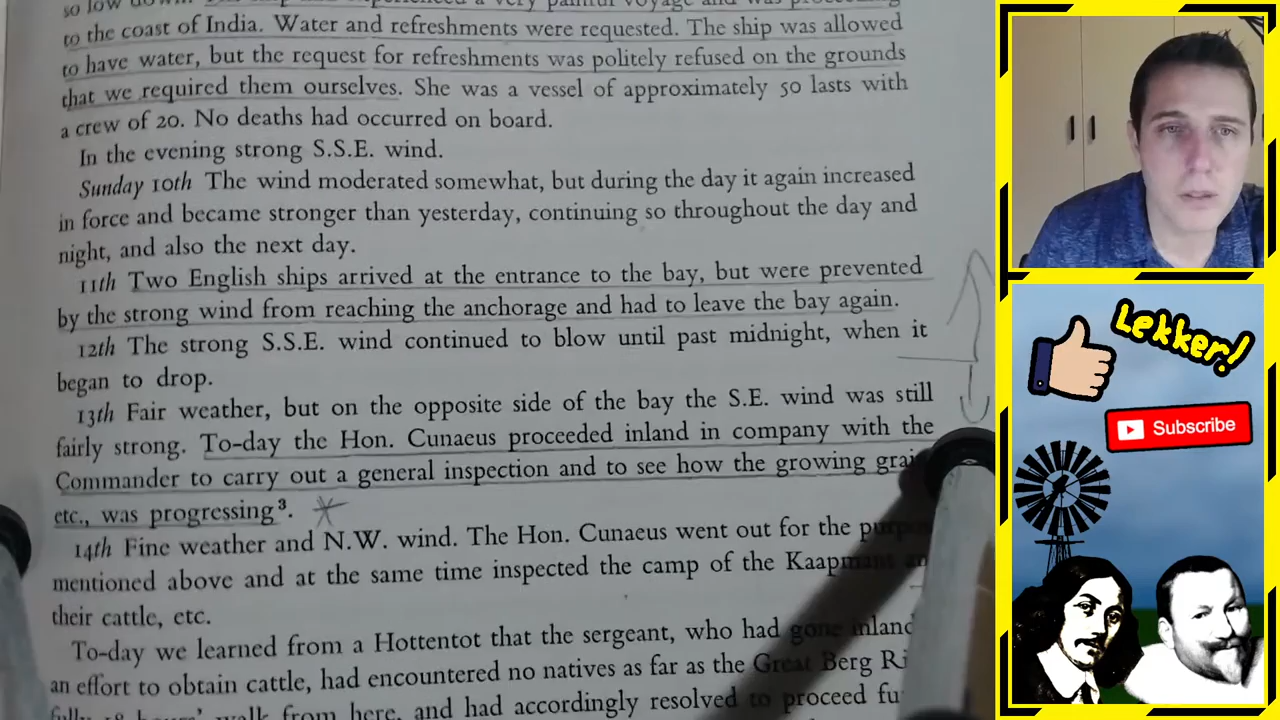 to the coast of India. Water and refreshments were requested. The ship was allowed
to have water, but the request for refreshments was politely refused on the grounds
that we required them ourselves. She was a vessel of approximately 50 lasts with
a crew of 20. No deaths had occurred on board.
In the evening strong S.S.E. wind.
Sunday 10th The wind moderated somewhat, but during the day it again increased
in force and became stronger than yesterday, continuing so throughout the day and
night, and also the next day.
11th Two English ships arrived at the entrance to the bay, but were prevented
by the strong wind from reaching the anchorage and had to leave the bay again.
12th The strong S.S.E. wind continued to blow until past midnight, when it
began to drop.
13th Fair weather, but on the opposite side of the bay the S.E. wind was still
fairly strong. To-day the Hon. Cunaeus proceeded inland in company with the
Commander to carry out a general inspection and to see how the growing
etc., was progressing³.
14th Fine weather and N.W. wind. The Hon. Cunaeus went out for the
mentioned above and at the same time inspected the camp of the
their cattle, etc.
To-day we learned from a Hottentot that the sergeant, who had gone inland
an effort to obtain cattle, had encountered no natives as far as the Great Berg
walk from here, and had accordingly resolved to proceed
Lekker!
Subscribe